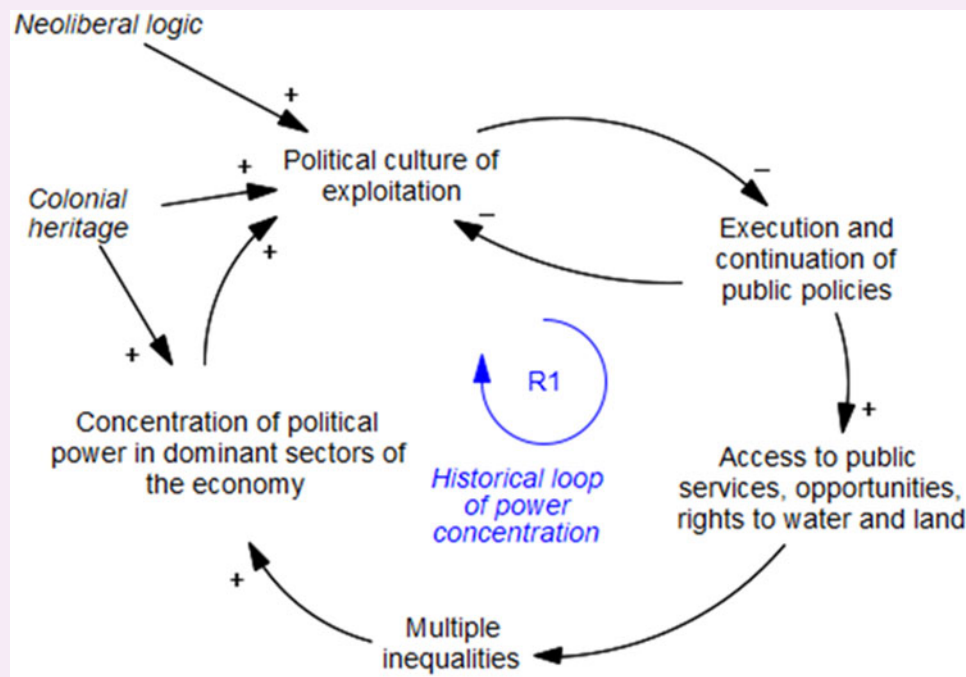 Neoliberal logic
+
Political culture of
exploitation
+
−
Colonial
heritage
−
+
Execution and
continuation of
public policies
+
R1
+
Concentration of political
power in dominant sectors of
the economy
Historical loop
of power
concentration
Access to public
services, opportunities,
rights to water and land
+
Multiple
inequalities